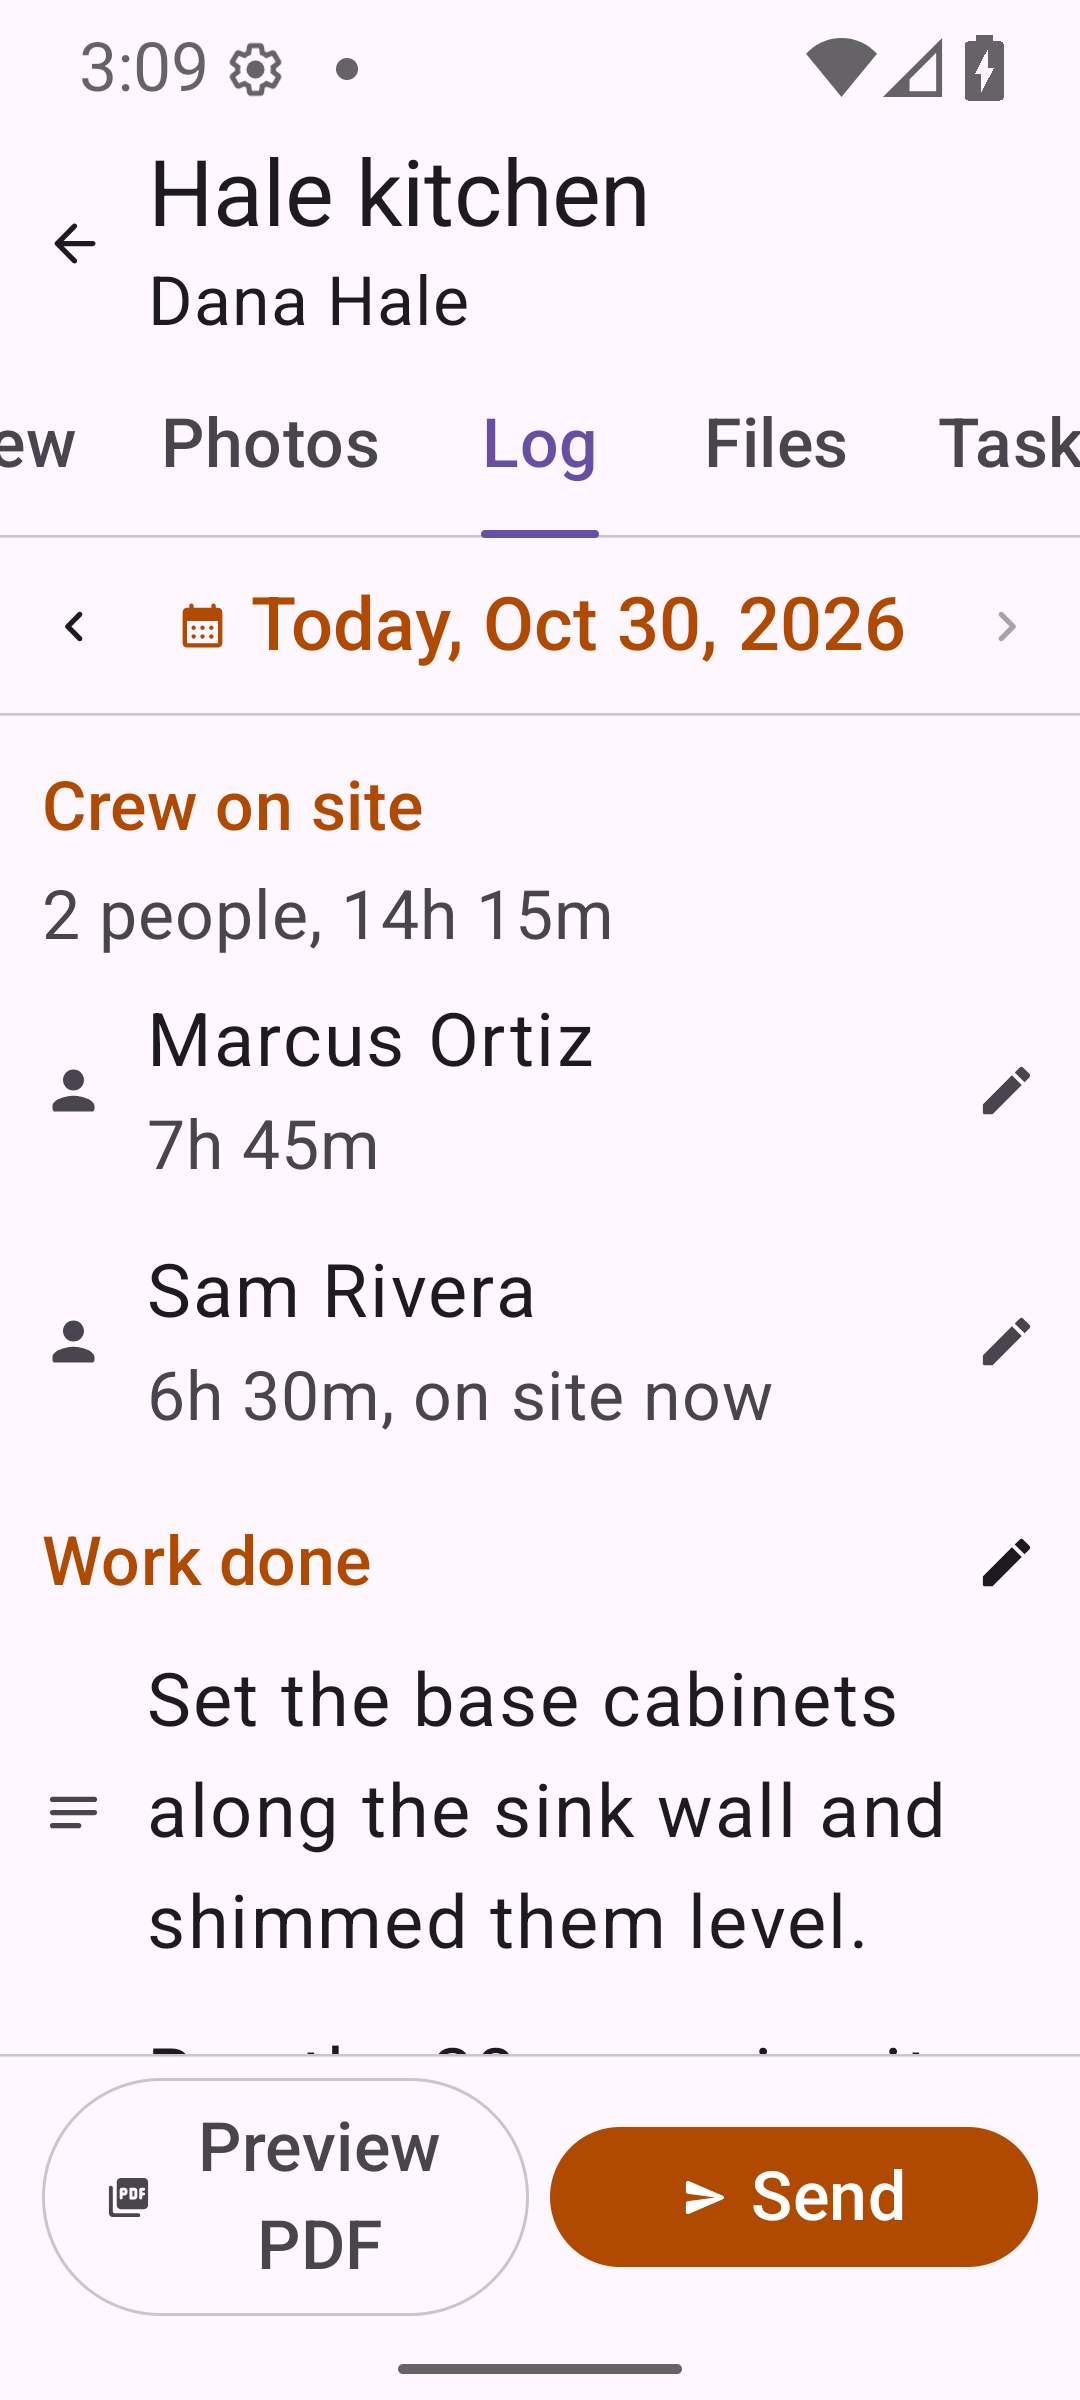 3:09
Hale kitchen
Dana Hale
ew Photos Log Files Task
Today, Oct 30, 2026
Crew on site
2 people, 14h 15m
Marcus Ortiz
7h 45m
Sam Rivera
6h 30m, on site now
Work done
Set the base cabinets
along the sink wall and
shimmed them level.
Preview
PDF
PDF
Send